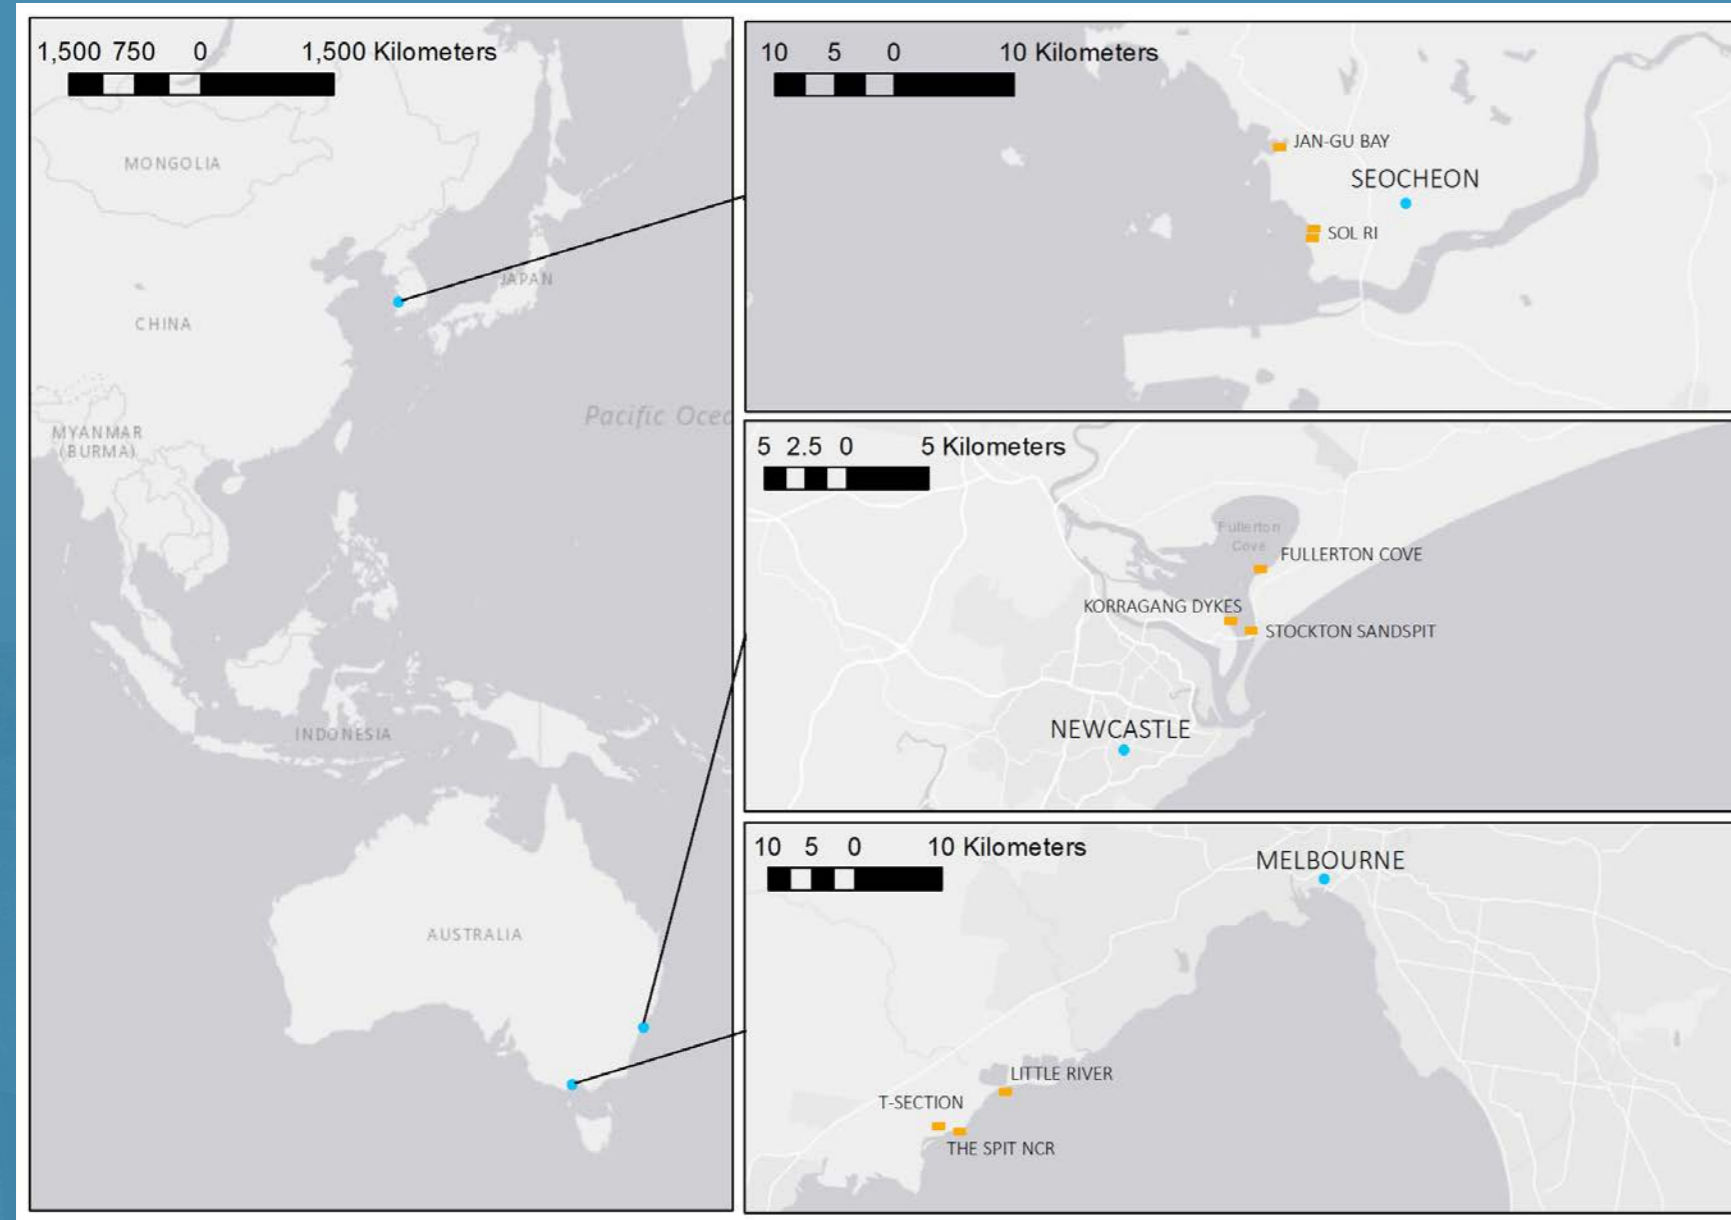 1,500 750 0 1,500 Kilometers
MONGOLIA
JAPAN
CHINA
Pacific Ocea
MYANMAR
(BURMA)
INDONESIA
AUSTRALIA
10 5 0 10 Kilometers
JAN-GU BAY
SEOCHEON
SOL RI
5 2.5 0 5 Kilometers
Fullerton
Cove
FULLERTON COVE
KORRAGANG DYKES
STOCKTON SANDSPIT
NEWCASTLE
10 5 0 10 Kilometers
MELBOURNE
LITTLE RIVER
T-SECTION
THE SPIT NCR